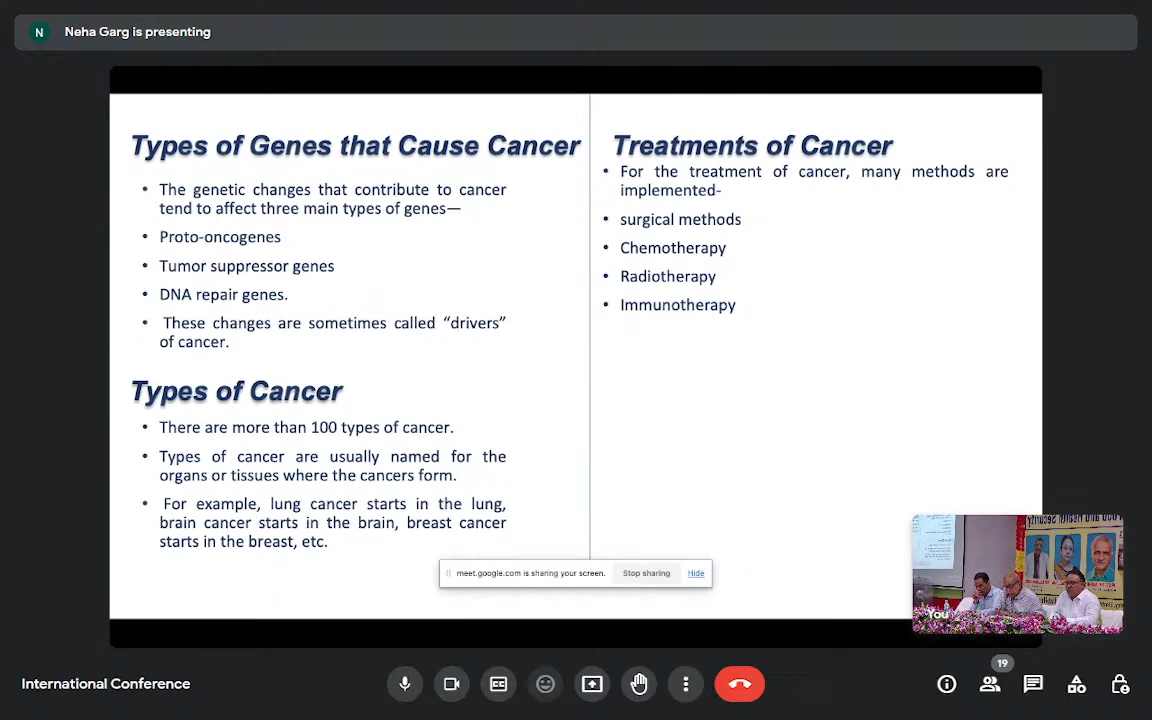 N
Neha Garg is presenting
Types of Genes that Cause Cancer
• The genetic changes that contribute to cancer
tend to affect three main types of genes—
• Proto-oncogenes
• Tumor suppressor genes
• DNA repair genes.
• These changes are sometimes called “drivers”
of cancer.
Types of Cancer
• There are more than 100 types of cancer.
• Types of cancer are usually named for the
organs or tissues where the cancers form.
• For example, lung cancer starts in the lung,
brain cancer starts in the brain, breast cancer
starts in the breast, etc.
Treatments of Cancer
• For the treatment of cancer, many methods are
implemented-
• surgical methods
• Chemotherapy
• Radiotherapy
• Immunotherapy
meet.google.com is sharing your screen.
Stop sharing
Hide
You
International Conference
19